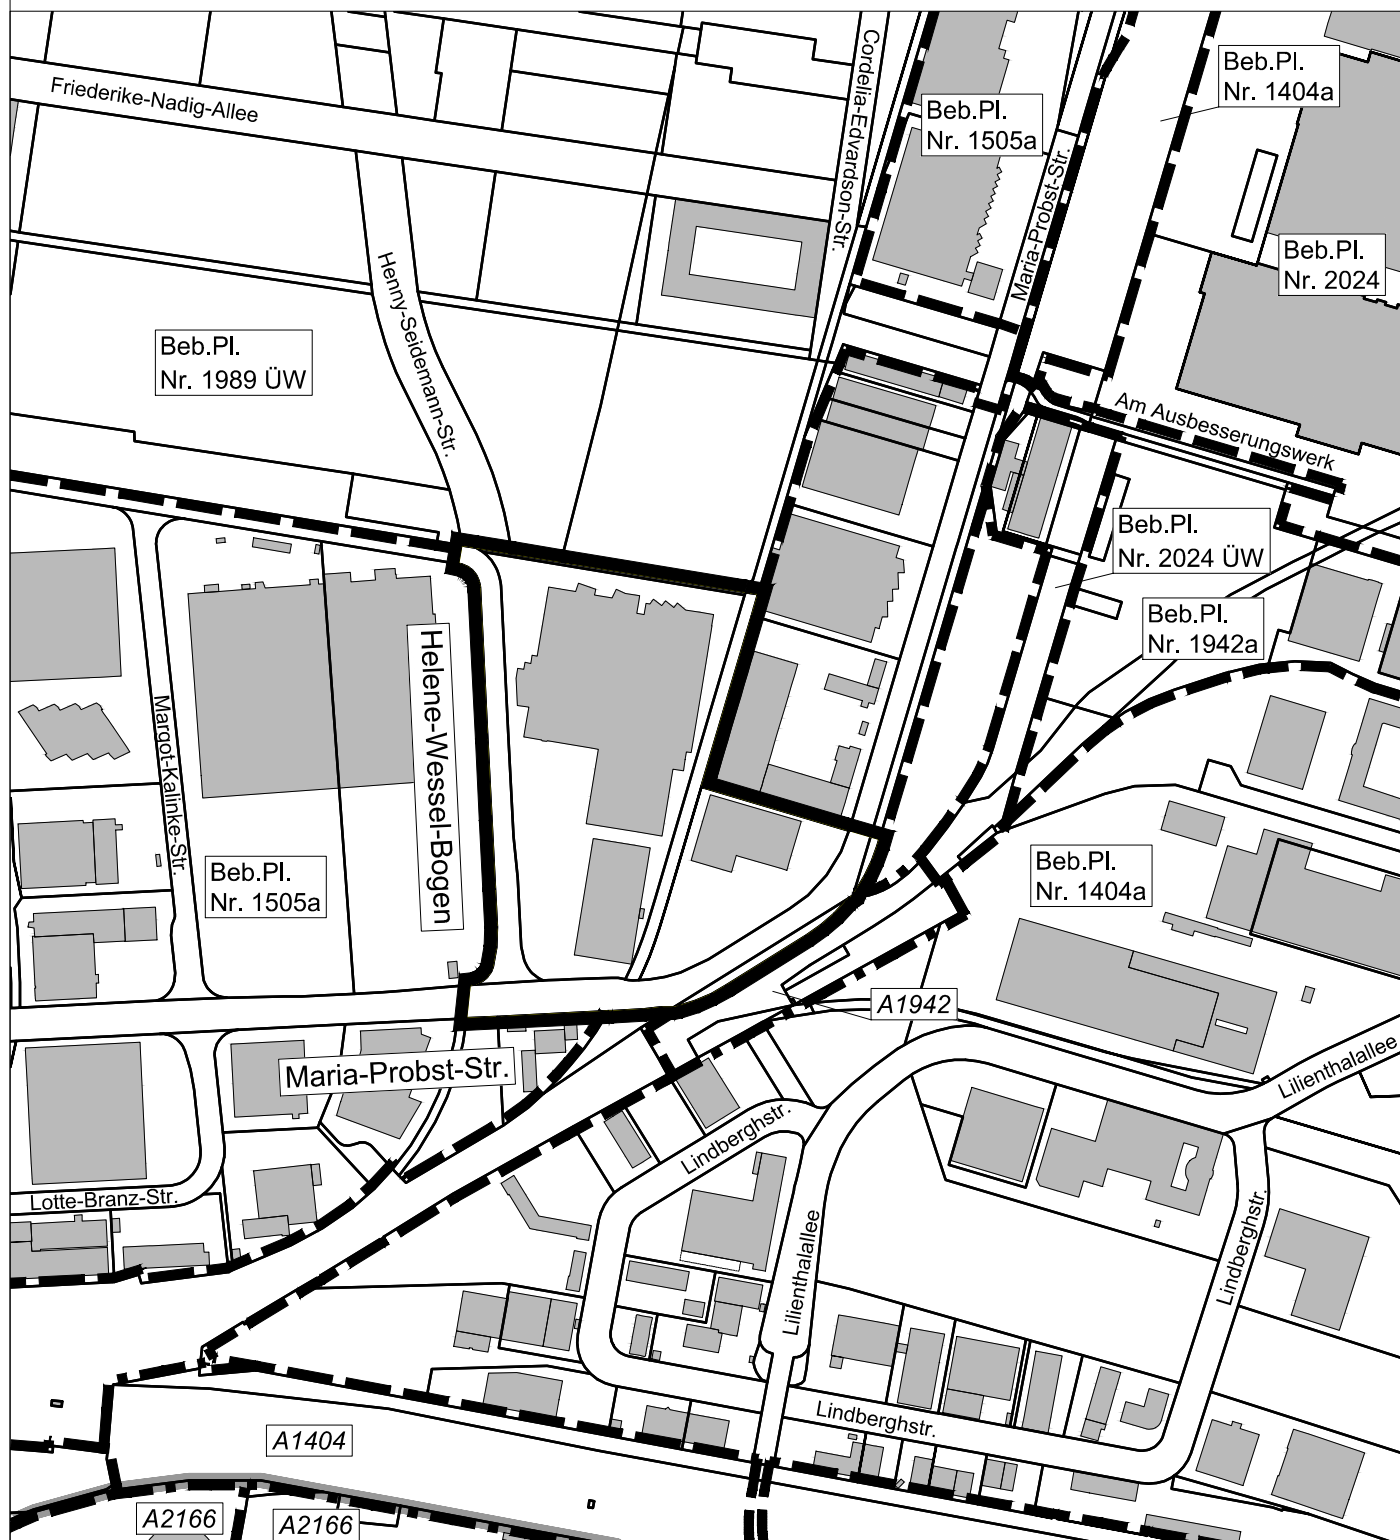 Friederike-Nadig-Allee
Cordelia-Edvardson-Str.
Beb.Pl.
Nr. 1505a
Maria-Probst-Str.
Beb.Pl.
Nr. 1404a
Beb.Pl.
Nr. 2024
Henny-Seidemann-Str.
Beb.Pl.
Nr. 1989 ÜW
Am Ausbesserungswerk
Beb.Pl.
Nr. 2024 ÜW
Beb.Pl.
Nr. 1942a
Margot-Kalinke-Str.
Helene-Wessel-Bogen
Beb.Pl.
Nr. 1505a
Beb.Pl.
Nr. 1404a
A1942
Maria-Probst-Str.
Lilienthalallee
Lindberghstr.
Lotte-Branz-Str.
Lilienthalallee
Lindberghstr.
Lindberghstr.
A1404
A2166
A2166